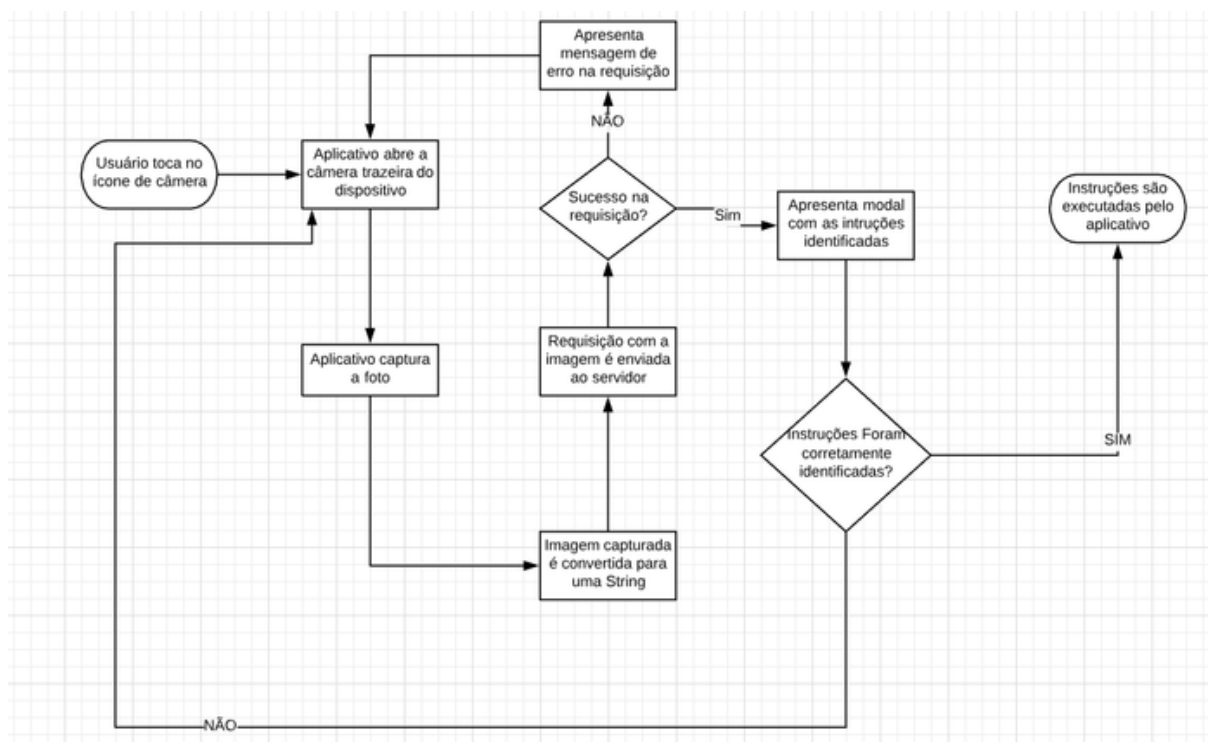 Apresenta
mensagem de
erro na requisição
NÃO
Usuário toca no
ícone de câmera
Aplicativo abre a
câmera trazeira do
dispositivo
Sucesso na
requisição?
Sim
Apresenta modal
com as intruções
identificadas
Instruções são
executadas pelo
aplicativo
Aplicativo captura
a foto
Requisição com a
imagem é enviada
ao servidor
Instruções Foram
corretamente
identificadas?
SIM
Imagem capturada
é convertida para
uma String
NÃO